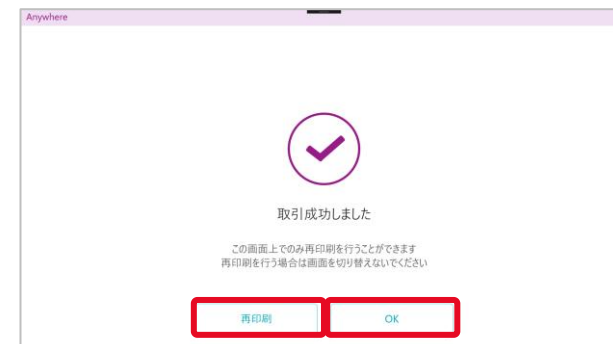 Anywhere
取引成功しました
この画面上でのみ再印刷を行うことができます
再印刷を行う場合は画面を切り替えないでください
再印刷
OK